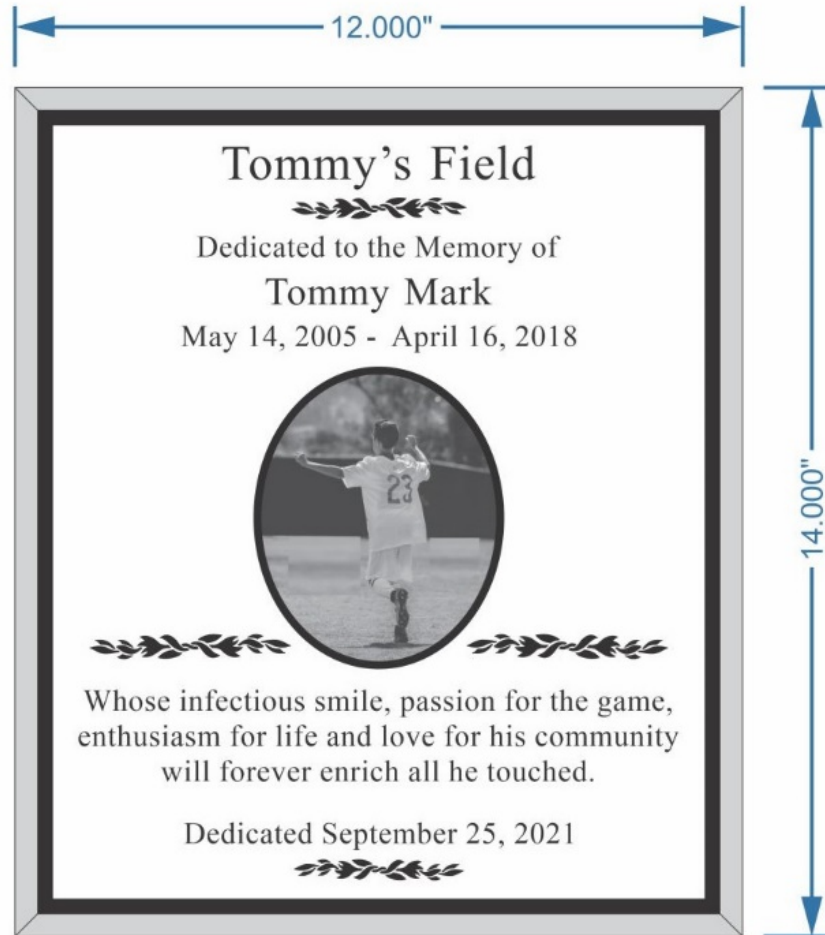 12.000"
Tommy’s Field
Dedicated to the Memory of
Tommy Mark
May 14, 2005 - April 16, 2018
23
14.000"
Whose infectious smile, passion for the game,
enthusiasm for life and love for his community
will forever enrich all he touched.
Dedicated September 25, 2021